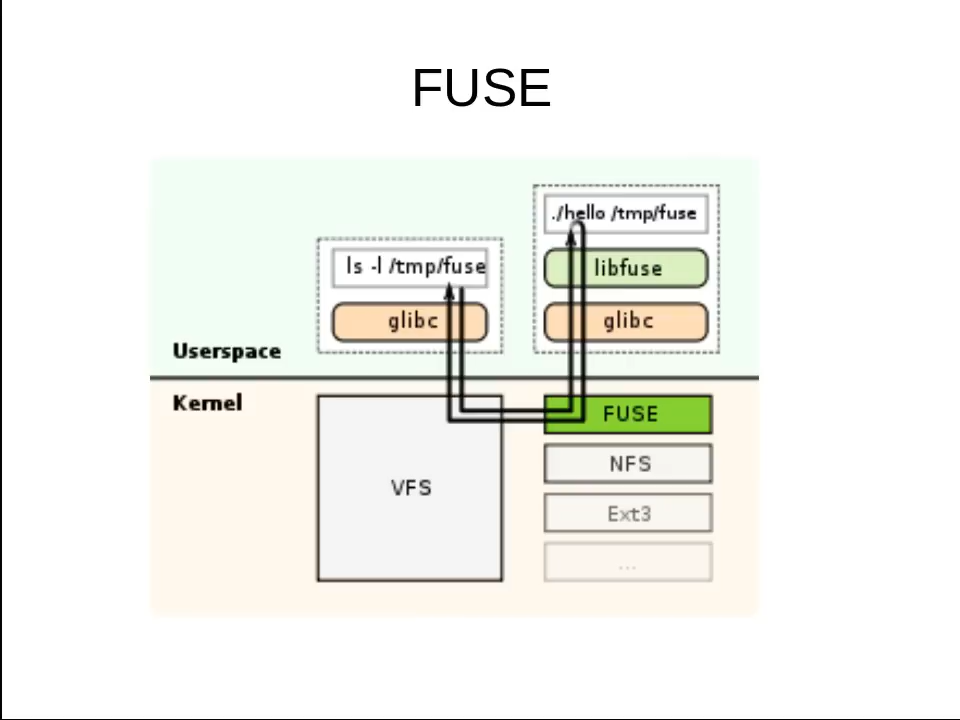 FUSE
./hello /tmp/fuse
ls -l /tmp/fuse
libfuse
glibc
glibc
Userspace
Kernel
FUSE
NFS
VFS
Ext3
...